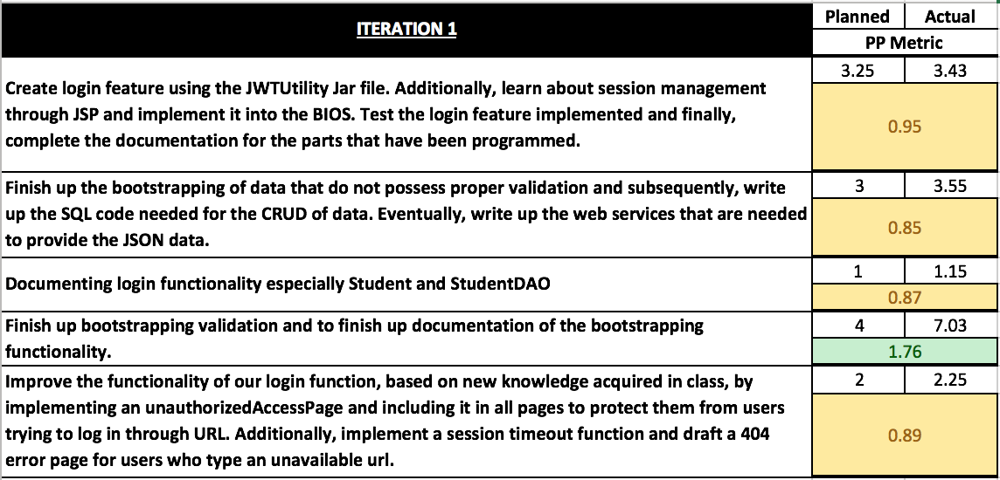 ITERATION 1
Planned Actual
PP Metric
3.25 3.43
Create login feature using the JWTUtility Jar file. Additionally, learn about session management
through JSP and implement it into the BIOS. Test the login feature implemented and finally,
complete the documentation for the parts that have been programmed.
0.95
3 3.55
Finish up the bootstrapping of data that do not possess proper validation and subsequently, write
up the SQL code needed for the CRUD of data. Eventually, write up the web services that are needed
to provide the JSON data.
0.85
1 1.15
Documenting login functionality especially Student and StudentDAO
0.87
4 7.03
Finish up bootstrapping validation and to finish up documentation of the bootstrapping
functionality.
1.76
2 2.25
Improve the functionality of our login function, based on new knowledge acquired in class, by
implementing an unauthorizedAccessPage and including it in all pages to protect them from users
trying to log in through URL. Additionally, implement a session timeout function and draft a 404
error page for users who type an unavailable url.
0.89